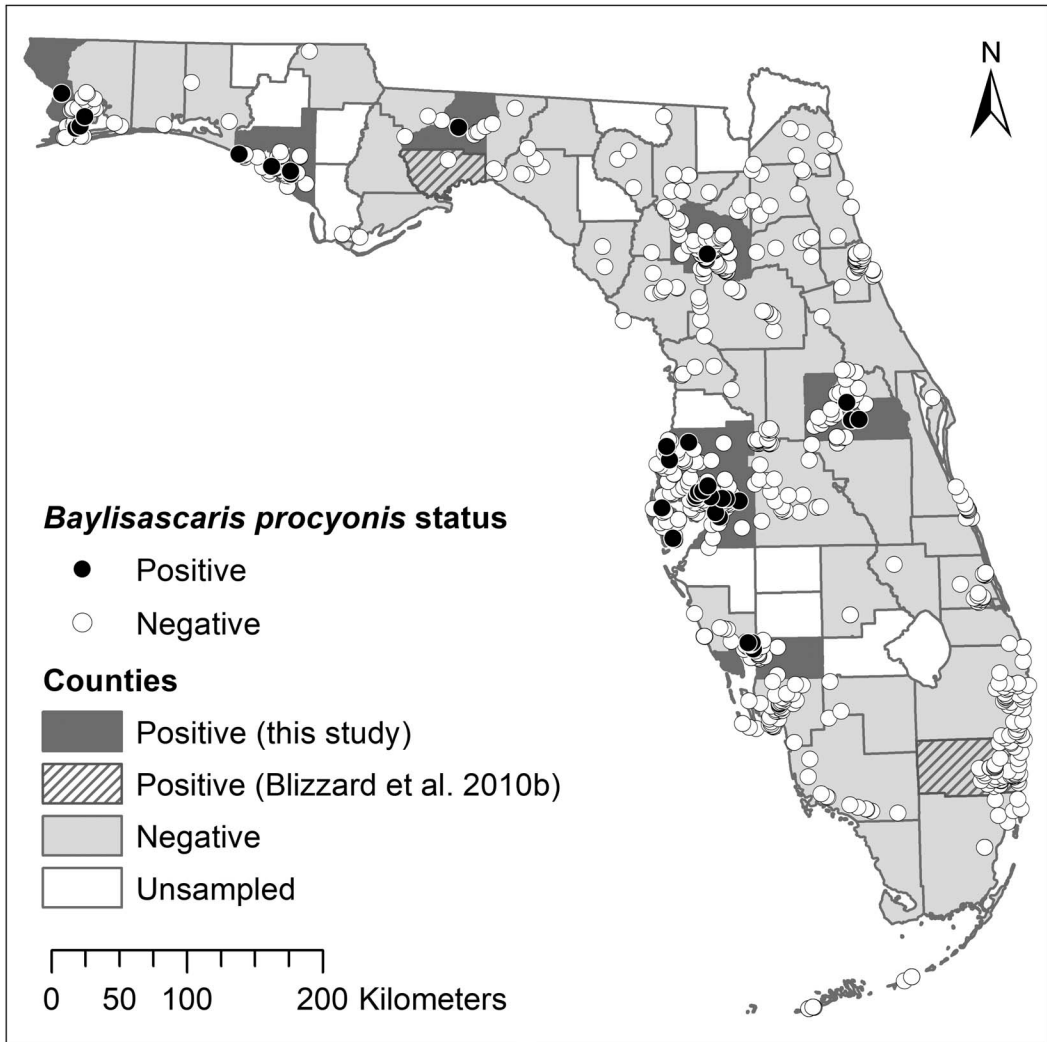 N
Baylisascaris procyonis status
Positive
Negative
Counties
Positive (this study)
Positive (Blizzard et al. 2010b)
Negative
Unsampled
0 50 100 200 Kilometers